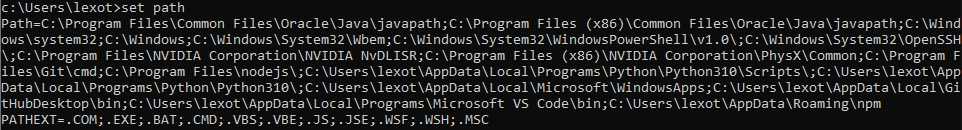 c:\Users\lexot>set path
Path=C:\Program Files\Common Files\Oracle\Java\javapath;C:\Program Files (x86)\Common Files\Oracle\Java\javapath;C:\Wind
ows\system32;C:\Windows;C:\Windows\System32\Wbem;C:\Windows\System32\WindowsPowerShell\v1.0\;C:\Windows\System32\OpenSSH
\;C:\Program Files\NVIDIA Corporation\NVIDIA NvDLISR;C:\Program Files (x86)\NVIDIA Corporation\PhysX\Common;C:\Program F
iles\Git\cmd;C:\Program Files\nodejs\;C:\Users\lexot\AppData\Local\Programs\Python\Python310\Scripts\;C:\Users\lexot\App
Data\Local\Programs\Python\Python310\;C:\Users\lexot\AppData\Local\Microsoft\WindowsApps;C:\Users\lexot\AppData\Local\Gi
tHubDesktop\bin;C:\Users\lexot\AppData\Local\Programs\Microsoft VS Code\bin;C:\Users\lexot\AppData\Roaming\npm
PATHEXT=.COM;.EXE;.BAT;.CMD;.VBS;.VBE;.JS;.JSE;.WSF;.WSH;.MSC